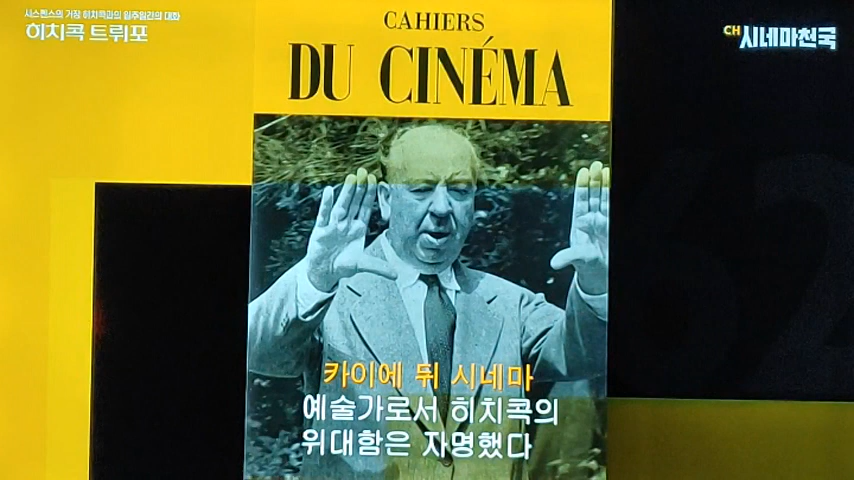 서스펜스의 거장 히치콕과의 일주일간의 대화
히치콕 트뤼포
CH 시네마천국
CAHIERS
DU CINÉMA
카이에 뒤 시네마
예술가로서 히치콕의
위대함은 자명했다